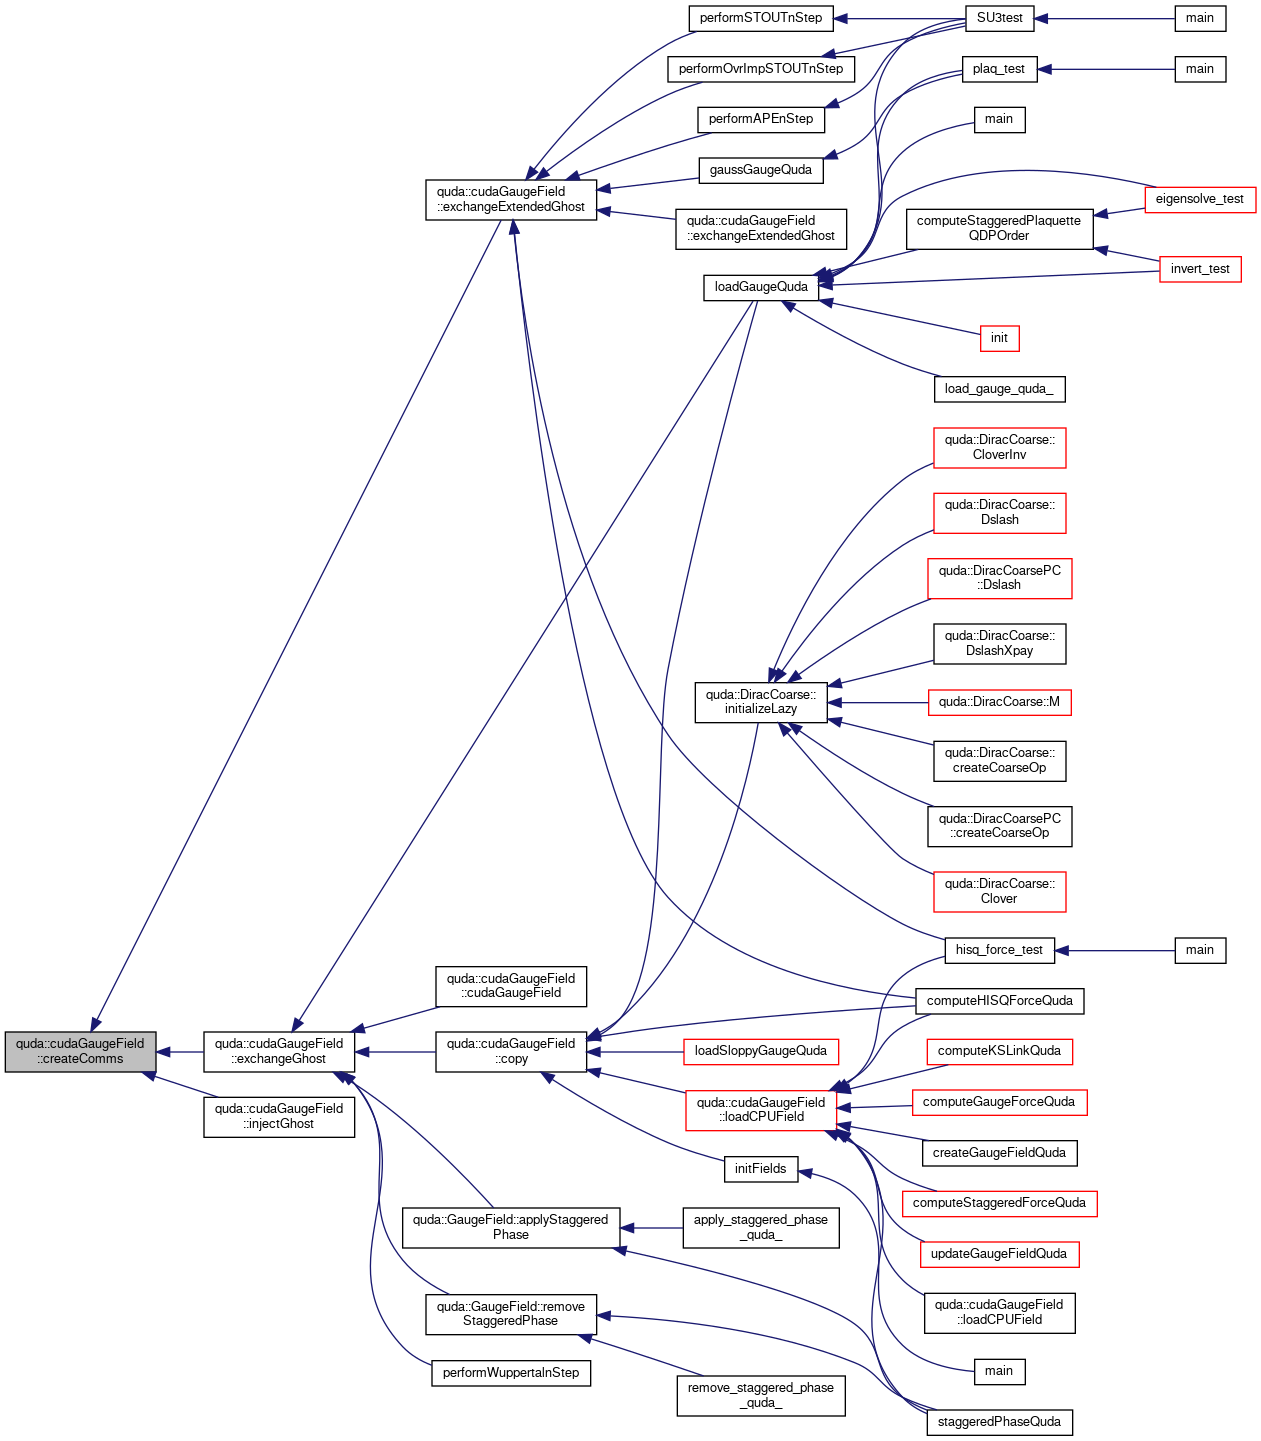 performSTOUTnStep
SU3test
main
performOvrImpSTOUTnStep
plaq_test
main
performAPEnStep
main
gaussGaugeQuda
quda::cudaGaugeField
::exchangeExtendedGhost
eigensolve_test
quda::cudaGaugeField
::exchangeExtendedGhost
computeStaggeredPlaquette
QDPOrder
invert_test
loadGaugeQuda
init
load_gauge_quda_
quda::DiracCoarse::
CloverInv
quda::DiracCoarse::
Dslash
quda::DiracCoarsePC
::Dslash
quda::DiracCoarse::
DslashXpay
quda::DiracCoarse::
initializeLazy
quda::DiracCoarse::M
quda::DiracCoarse::
createCoarseOp
quda::DiracCoarsePC
::createCoarseOp
quda::DiracCoarse::
Clover
hisq_force_test
main
quda::cudaGaugeField
::cudaGaugeField
computeHISQForceQuda
quda::cudaGaugeField
::createComms
quda::cudaGaugeField
::exchangeGhost
quda::cudaGaugeField
::copy
loadSloppyGaugeQuda
computeKSLinkQuda
quda::cudaGaugeField
::injectGhost
quda::cudaGaugeField
::loadCPUField
computeGaugeForceQuda
createGaugeFieldQuda
initFields
computeStaggeredForceQuda
quda::GaugeField::applyStaggered
Phase
apply_staggered_phase
_quda_
updateGaugeFieldQuda
quda::GaugeField::remove
StaggeredPhase
quda::cudaGaugeField
::loadCPUField
performWuppertalnStep
main
remove_staggered_phase
_quda_
staggeredPhaseQuda